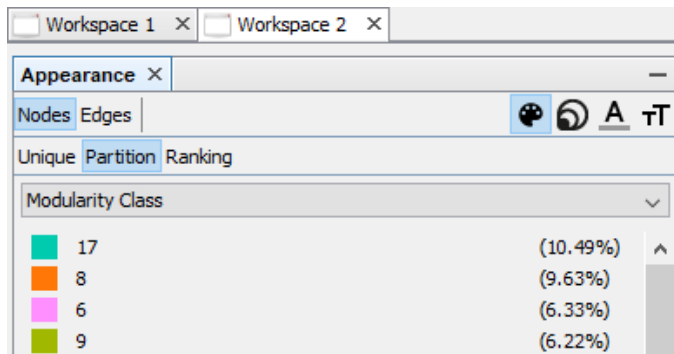 Workspace 1 Workspace 2
Appearance
Nodes Edges A TT
Unique Partition Ranking
Modularity Class
17 (10.49%)
8 (9.63%)
6 (6.33%)
9 (6.22%)